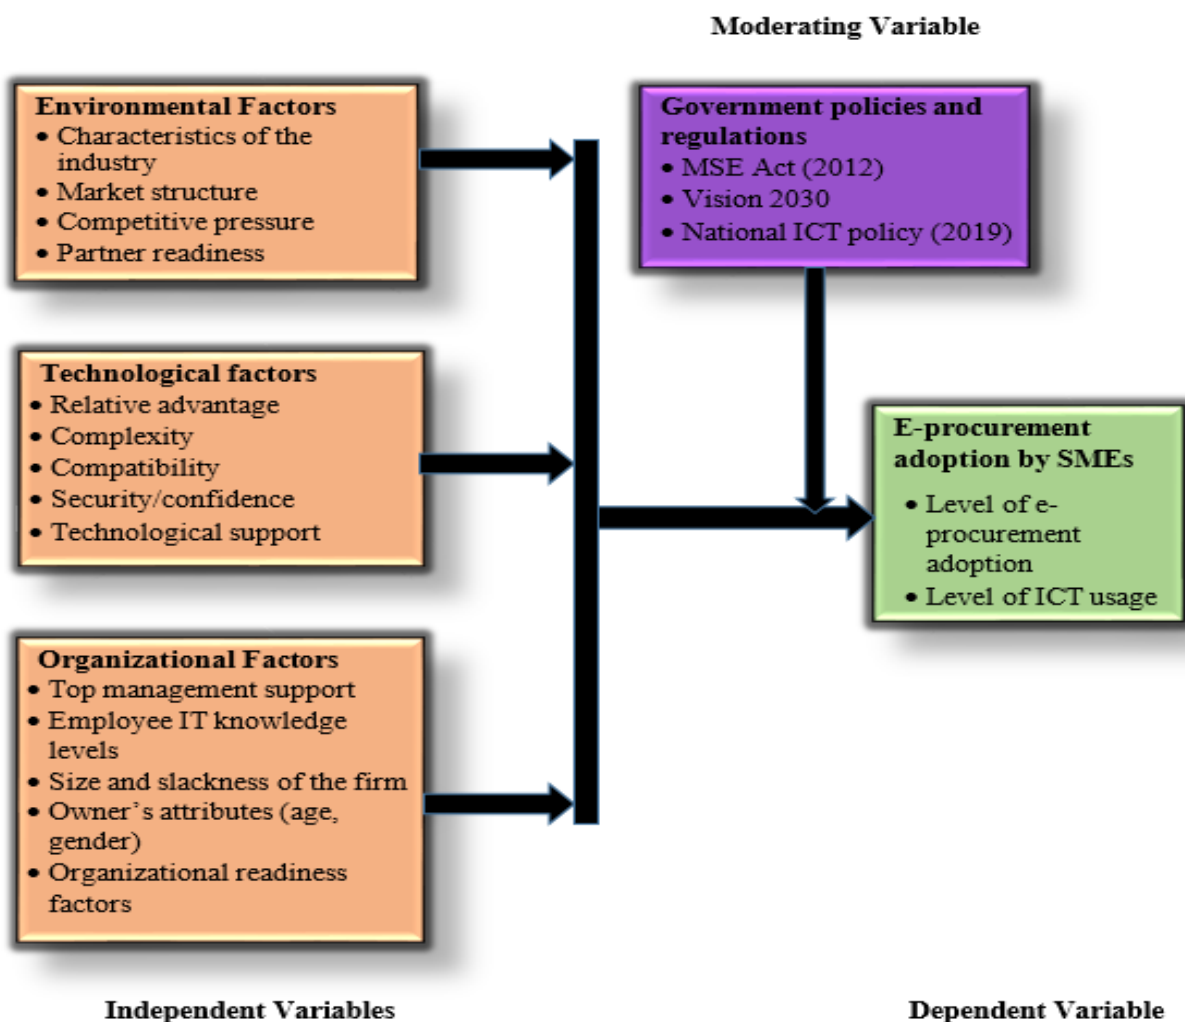 Moderating Variable
Environmental Factors
• Characteristics of the
industry
• Market structure
• Competitive pressure
• Partner readiness
Government policies and
regulations
• MSE Act (2012)
• Vision 2030
• National ICT policy (2019)
Technological factors
• Relative advantage
• Complexity
• Compatibility
• Security/confidence
• Technological support
E-procurement
adoption by SMEs
• Level of e-
procurement
adoption
• Level of ICT usage
Organizational Factors
• Top management support
• Employee IT knowledge
levels
• Size and slackness of the firm
• Owner’s attributes (age,
gender)
• Organizational readiness
factors
Independent Variables
Dependent Variable